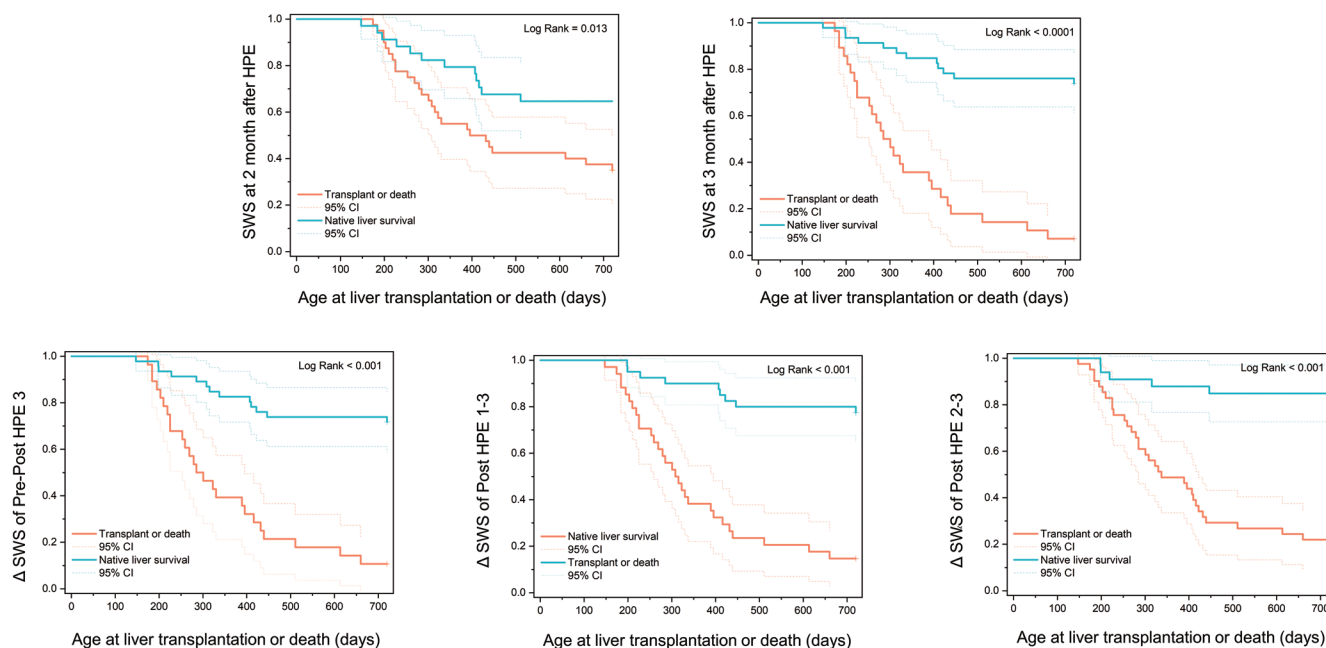 SWS at 2 month after HPE
1.0
0.8
0.6
0.4
0.2
0.0
Log Rank = 0.013
Transplant or death
95% CI
Native liver survival
95% CI
0 100 200 300 400 500 600 700
Age at liver transplantation or death (days)
SWS at 3 month after HPE
1.0
0.8
0.6
0.4
0.2
0.0
Log Rank < 0.0001
Transplant or death
95% CI
Native liver survival
95% CI
0 100 200 300 400 500 600 700
Age at liver transplantation or death (days)
Δ SWS of Pre-Post HPE 3
1.0
0.8
0.6
0.4
0.2
0.0
Log Rank < 0.001
Transplant or death
95% CI
Native liver survival
95% CI
0 100 200 300 400 500 600 700
Age at liver transplantation or death (days)
Δ SWS of Post HPE 1-3
1.0
0.8
0.6
0.4
0.2
0.0
Log Rank < 0.001
Native liver survival
95% CI
Transplant or death
95% CI
0 100 200 300 400 500 600 700
Age at liver transplantation or death (days)
Δ SWS of Post HPE 2-3
1.0
0.8
0.6
0.4
0.2
0.0
Log Rank < 0.001
Transplant or death
95% CI
Native liver survival
95% CI
0 100 200 300 400 500 600 700
Age at liver transplantation or death (days)